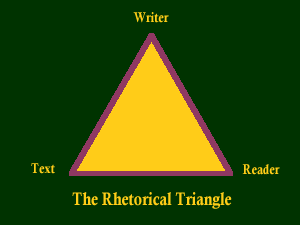 Writer
Text
Reader
The Rhetorical Triangle